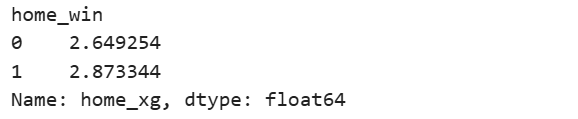 home_win
0    2.649254
1    2.873344
Name: home_xg, dtype: float64